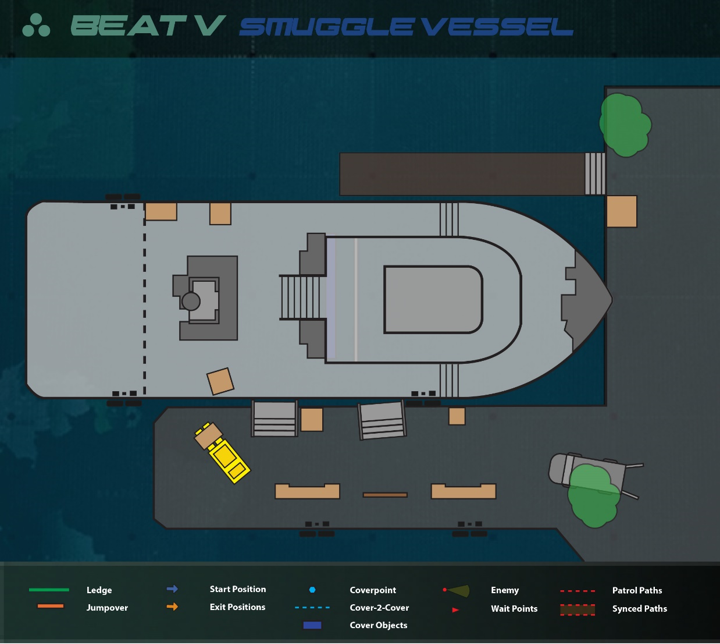 BEAT V SMUGGLE VESSEL
Ledge
Start Position
Coverpoint
Enemy
Patrol Paths
Jumpover
Exit Positions
Cover-2-Cover
Wait Points
Synced Paths
Cover Objects